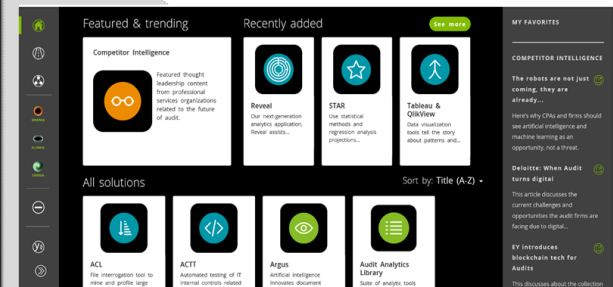 Featured & trending
Recently added
See more
Competitor Intelligence
Featured thought
leadership content
from professional
services organizations
related to the future
of audit.
Reveal
Our next-generation
analytics application,
Reveal assists...
STAR
Use statistical
methods and
regression analysis
projections...
Tableau &
QlikView
Data visualization
tools tell the story
about patterns and...
All solutions
Sort by: Title (A-Z)
ACL
File interrogation tool to
mine and profile large
ACTT
Automated testing of IT
internal controls related
Argus
Artificial intelligence
innovates document
Audit Analytics
Library
Suite of analytic tools
MY FAVORITES
COMPETITOR INTELLIGENCE
The robots are not just
coming, they are
already...
Here's why CPAs and firms should
see artificial intelligence and
machine learning as an
opportunity, not a threat.
Deloitte: When Audit
turns digital
This article discusses the
current challenges and
opportunities the audit firms are
facing due to digital...
EY introduces
blockchain tech for
Audits
This discusses about the collection